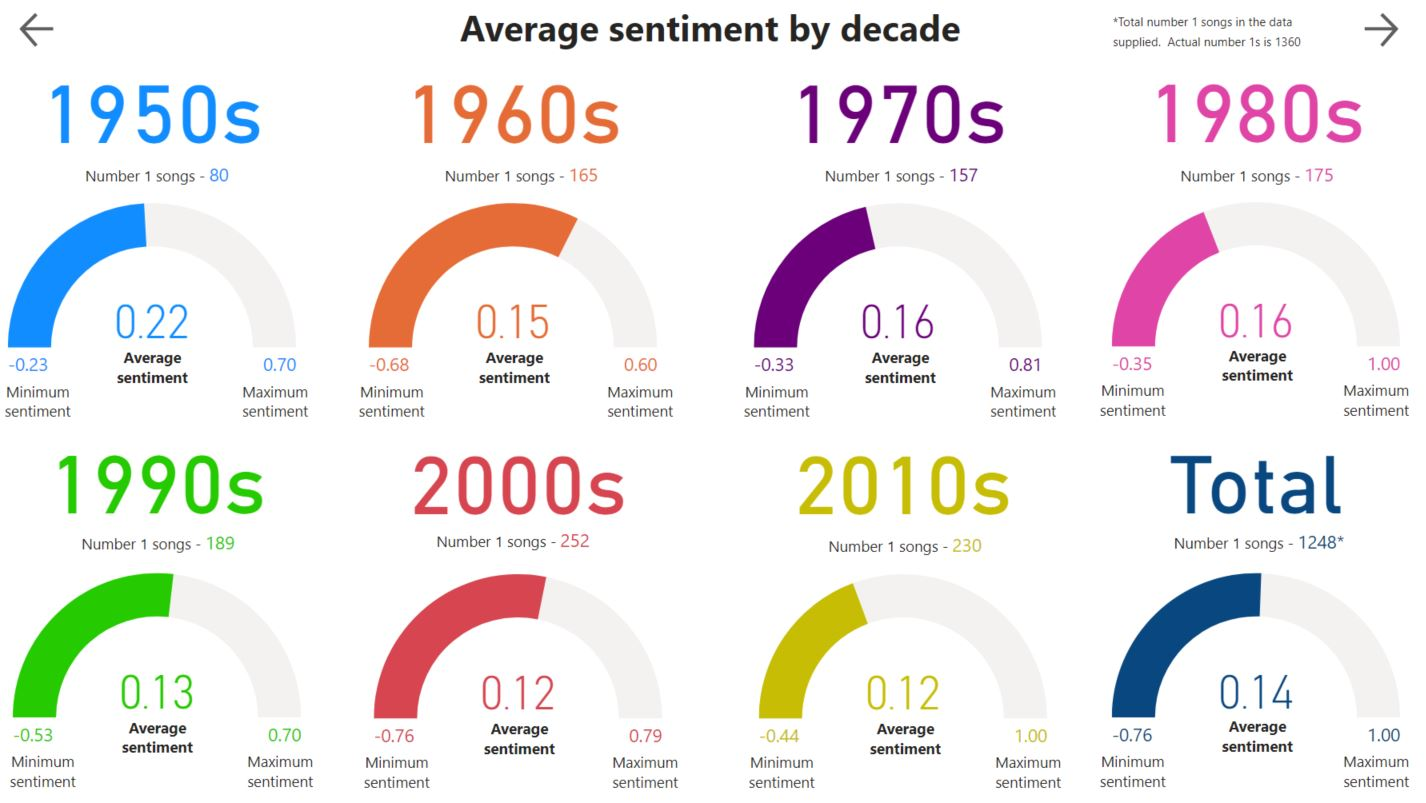 Average sentiment by decade
*Total number 1 songs in the data
supplied. Actual number 1s is 1360
1950s
Number 1 songs - 80
0.22
Average
sentiment
-0.23
Minimum
sentiment
0.70
Maximum
sentiment
1960s
Number 1 songs - 165
0.15
Average
sentiment
-0.68
Minimum
sentiment
0.60
Maximum
sentiment
1970s
Number 1 songs - 157
0.16
Average
sentiment
-0.33
Minimum
sentiment
0.81
Maximum
sentiment
1980s
Number 1 songs - 175
0.16
Average
sentiment
-0.35
Minimum
sentiment
1.00
Maximum
sentiment
1990s
Number 1 songs - 189
0.13
Average
sentiment
-0.53
Minimum
sentiment
0.70
Maximum
sentiment
2000s
Number 1 songs - 252
0.12
Average
sentiment
-0.76
Minimum
sentiment
0.79
Maximum
sentiment
2010s
Number 1 songs - 230
0.12
Average
sentiment
-0.44
Minimum
sentiment
1.00
Maximum
sentiment
Total
Number 1 songs - 1248*
0.14
Average
sentiment
-0.76
Minimum
sentiment
1.00
Maximum
sentiment